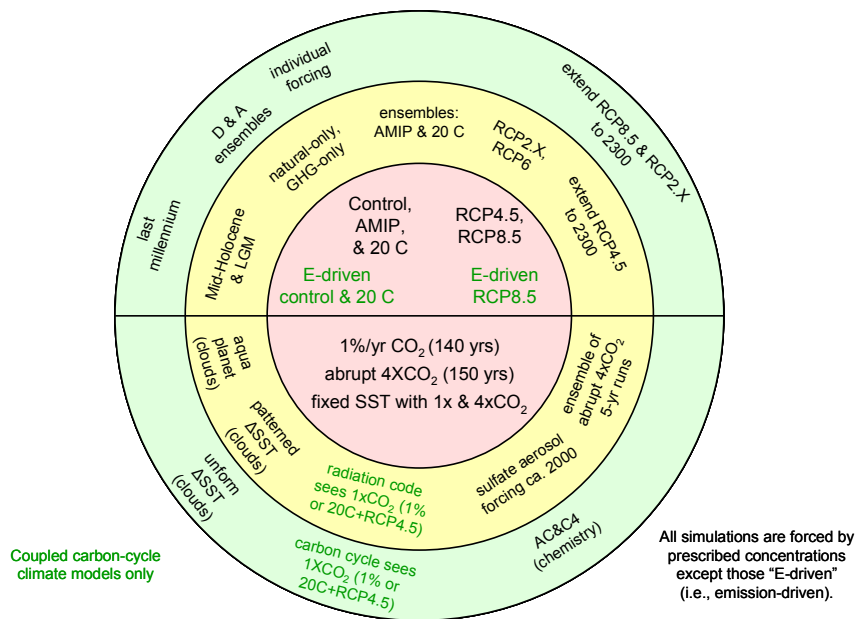 individual
forcing
D & A
ensembles
last
millennium
extend RCP8.5 & RCP2.X
to 2300
ensembles:
AMIP & 20 C
natural-only,
GHG-only
RCP2.X,
RCP6
Mid-Holocene
& LGM
extend RCP4.5
to 2300
Control,
AMIP,
& 20 C
RCP4.5,
RCP8.5
E-driven
control & 20 C
E-driven
RCP8.5
1%/yr CO₂ (140 yrs)
abrupt 4XCO₂ (150 yrs)
fixed SST with 1x & 4xCO₂
aqua
planet
(clouds)
ensemble of
abrupt 4xCO₂
5-yr runs
patterned
ΔSST
(clouds)
sulfate aerosol
forcing ca. 2000
radiation code
sees 1xCO₂ (1%
or 20C+RCP4.5)
unform
ΔSST
(clouds)
AC&C4
(chemistry)
carbon cycle sees
1XCO₂ (1% or
20C+RCP4.5)
Coupled carbon-cycle
climate models only
All simulations are forced by
prescribed concentrations
except those “E-driven”
(i.e., emission-driven).